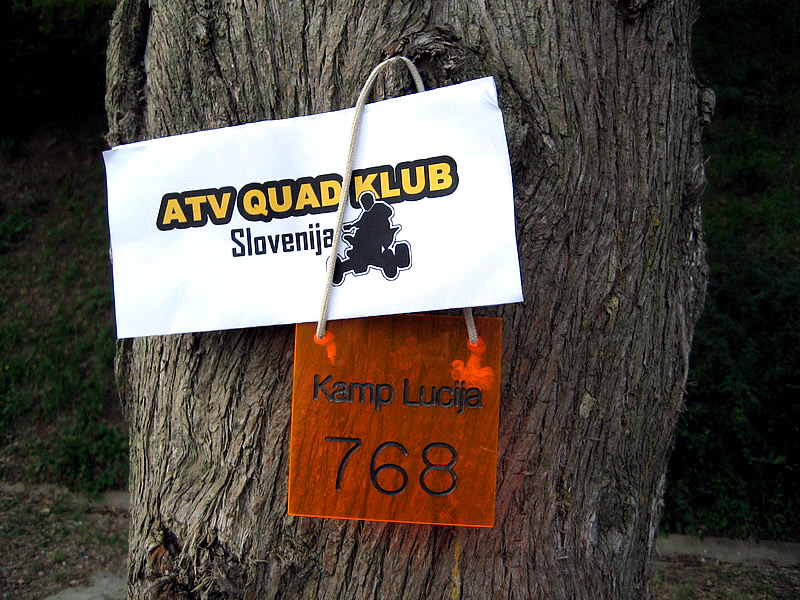 ATV QUAD KLUB
Slovenija
Kamp Lucija
768